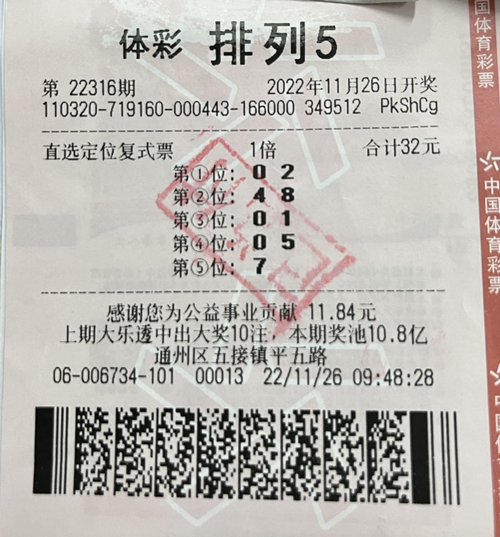 体彩 排列5
第 22316期 2022年11月26日开奖
110320-719160-000443-166000 349512 PkShCg
直选定位复式票 1倍 合计32元
第①位: 0 2
第②位: 4 8
第③位: 0 1
第④位: 0 5
第⑤位: 7
感谢您为公益事业贡献 11.84元
上期大乐透中出大奖10注，本期奖池10.8亿
通州区五接镇平五路
06-006734-101 00013 22/11/26 09:48:28
国体育彩票
中国体育彩票